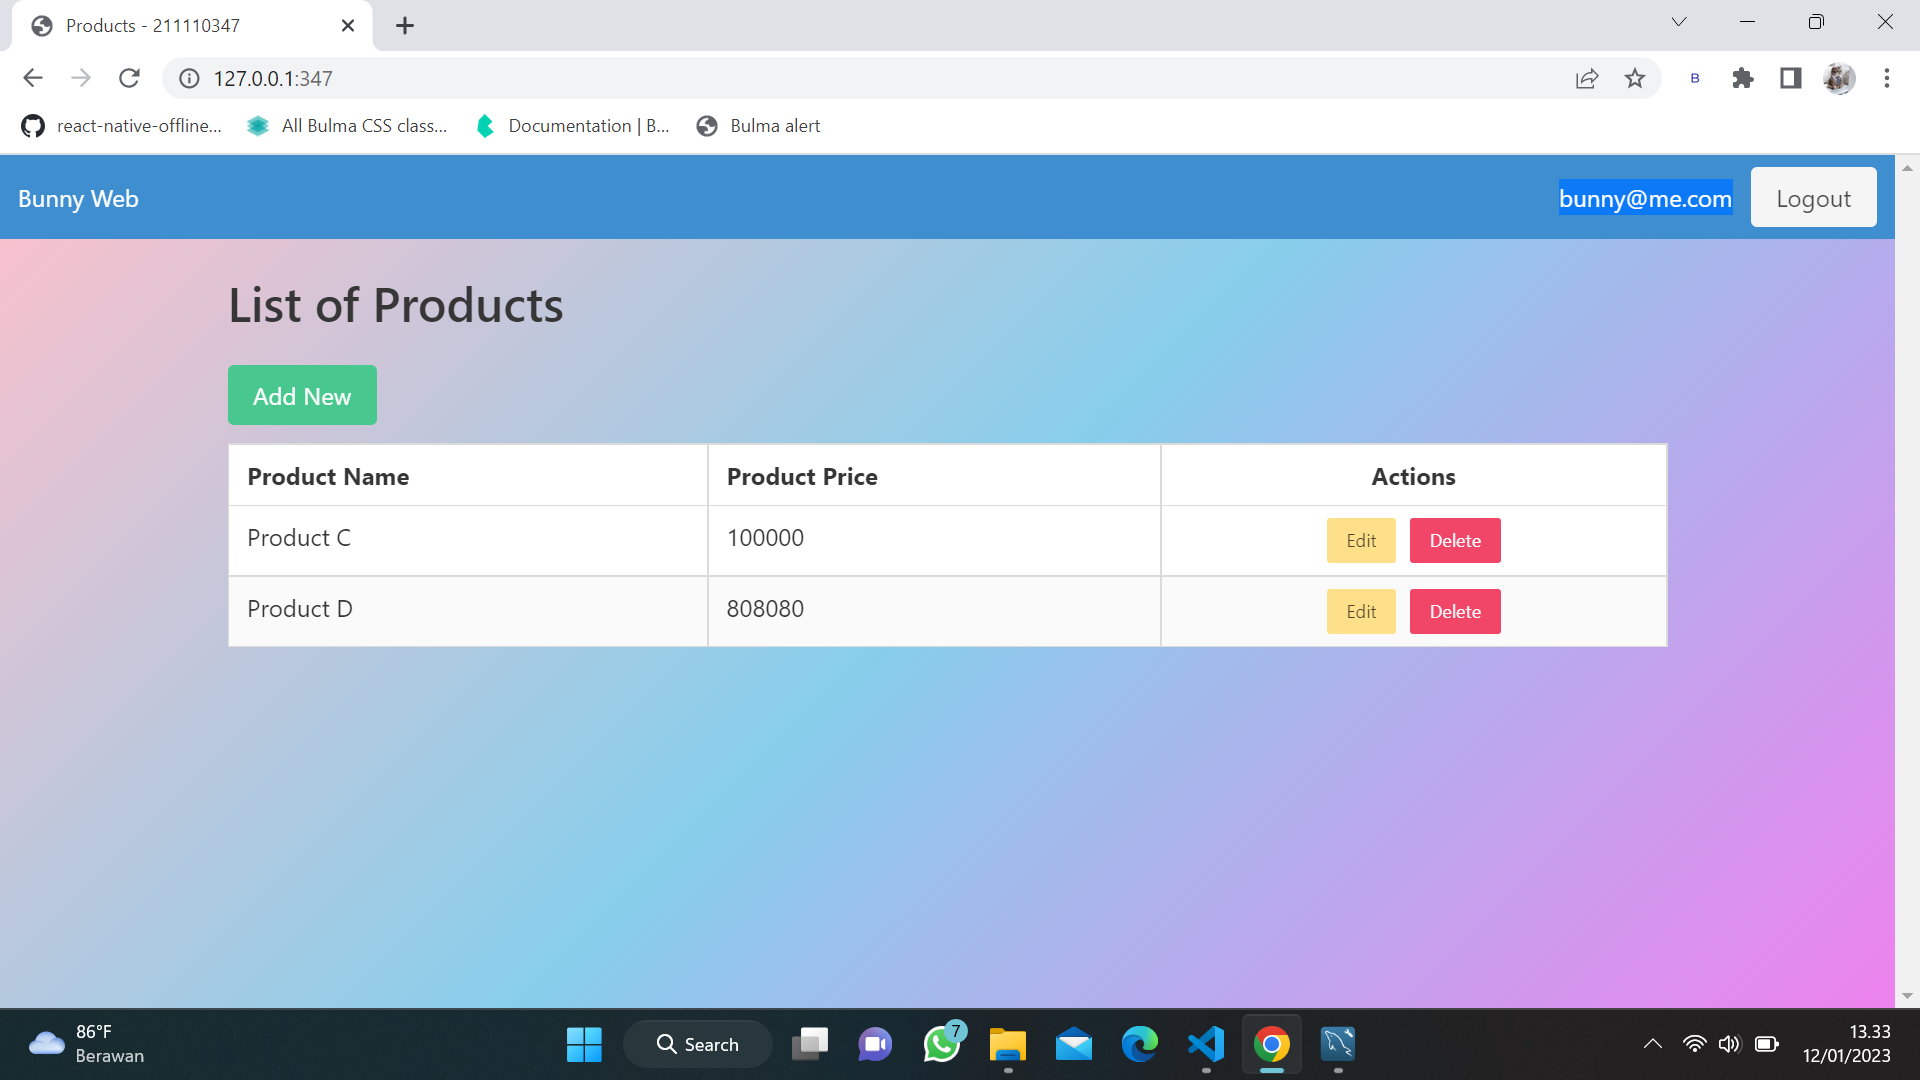 Products - 211110347
127.0.0.1:347
react-native-offline... All Bulma CSS class... Documentation | B... Bulma alert
Bunny Web bunny@me.com Logout
List of Products
Add New
Product Name Product Price Actions
Product C 100000 Edit Delete
Product D 808080 Edit Delete
86°F
Berawan
Search
7
13.33
12/01/2023